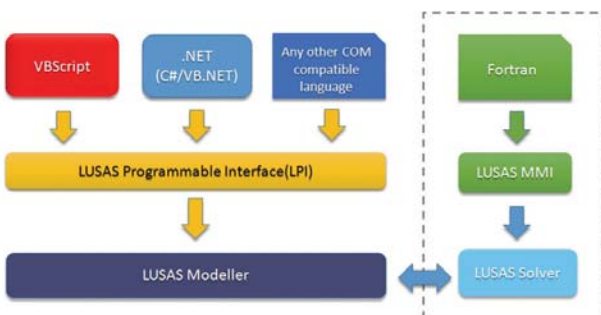 VBScript
.NET
(C#/VB.NET)
Any other COM
compatible
language
Fortran
LUSAS Programmable Interface(LPI)
LUSAS MMI
LUSAS Modeller
LUSAS Solver